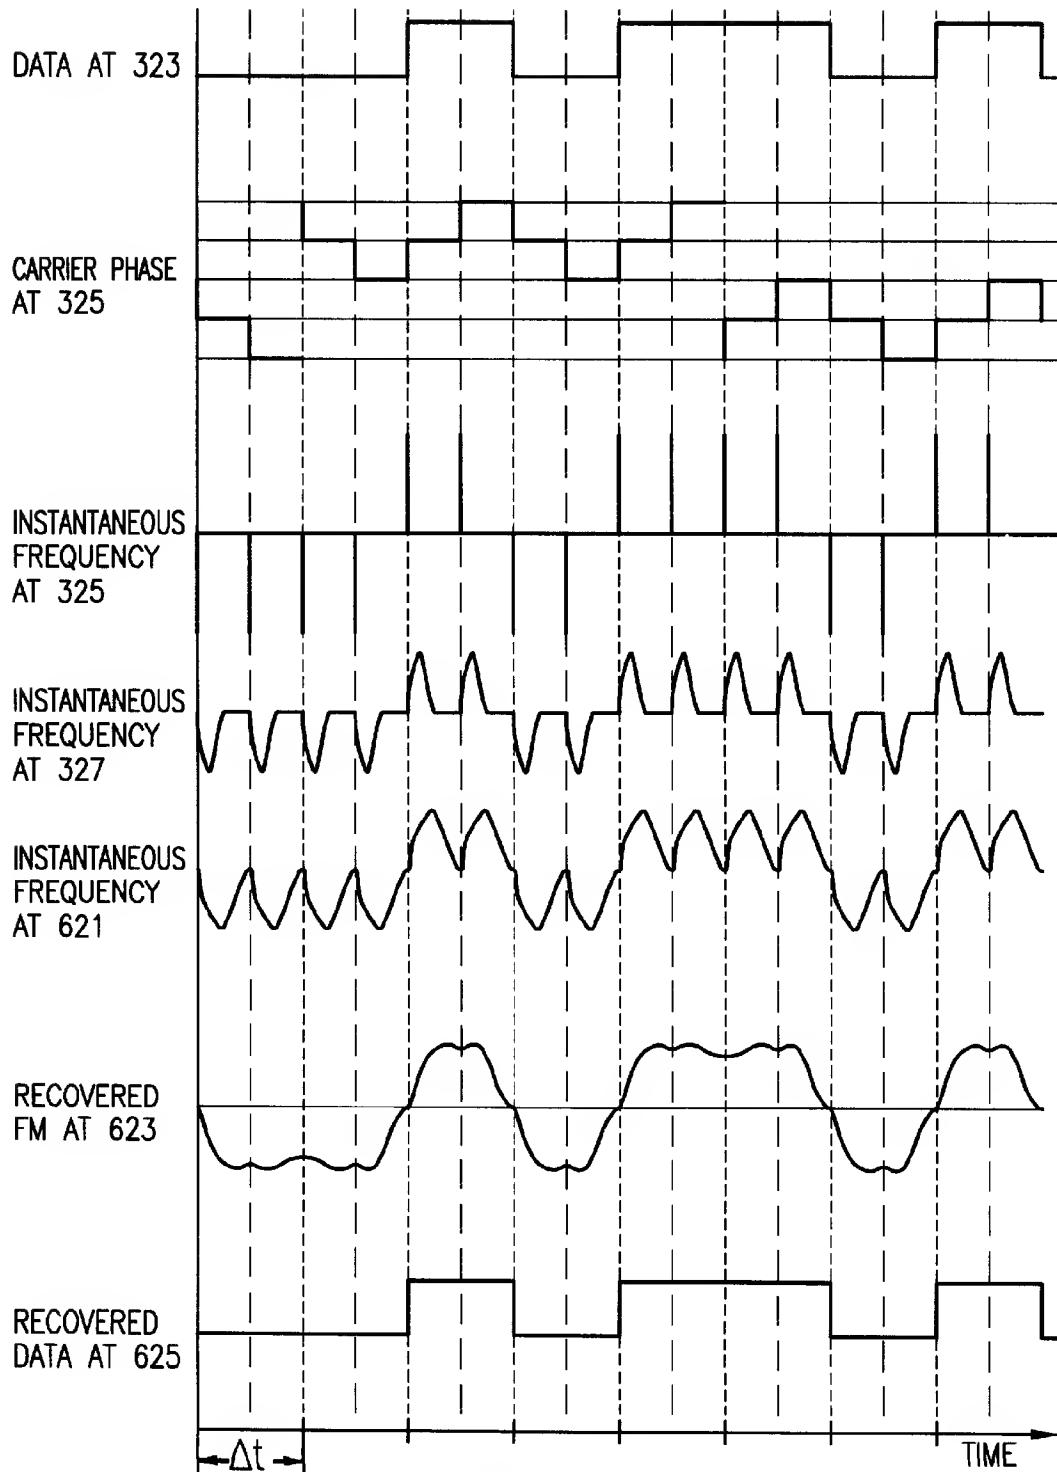 DATA AT 323
CARRIER PHASE
AT 325
INSTANTANEOUS
FREQUENCY
AT 325
INSTANTANEOUS
FREQUENCY
AT 327
INSTANTANEOUS
FREQUENCY
AT 621
RECOVERED
FM AT 623
RECOVERED
DATA AT 625
Δt
TIME